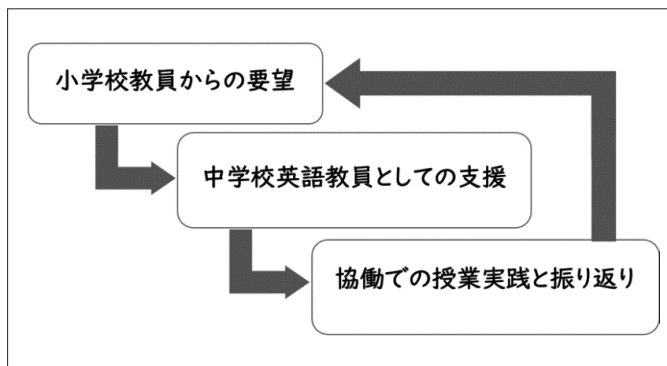 小学校教員からの要望
中学校英語教員としての支援
協働での授業実践と振り返り